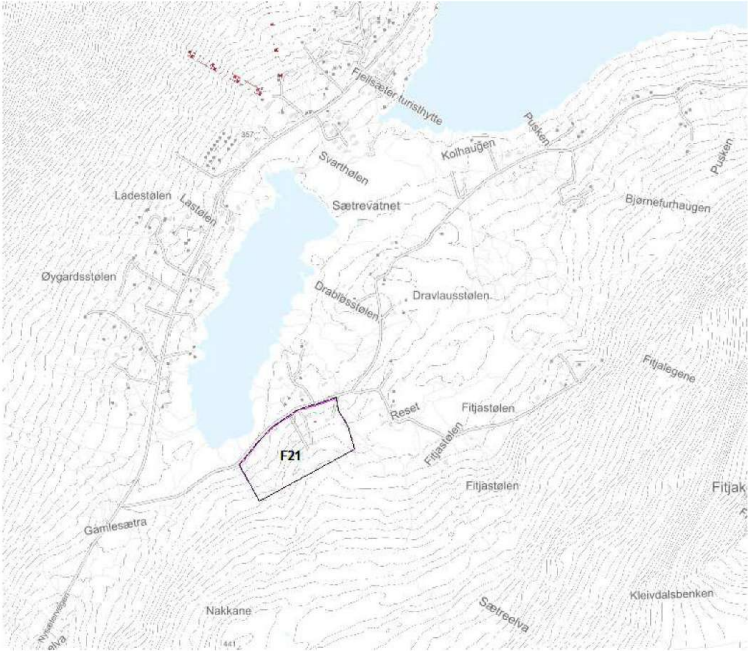 Fjellsæter turisthytte
357
Svarthølen
Kolhaugen
Pusken
Pusken
Ladestølen
Lastølen
Sætrevatnet
Bjørnefurhaugen
Øygardsstølen
Drabløsstølen
Dravlausstølen
Fitjalegene
Reset
Fitjastølen
Fitjastølen
F21
Fitjastølen
Fitjak
Gamlesætra
Nakkane
Sætreelva
Kleivdalsbenken
441
elva